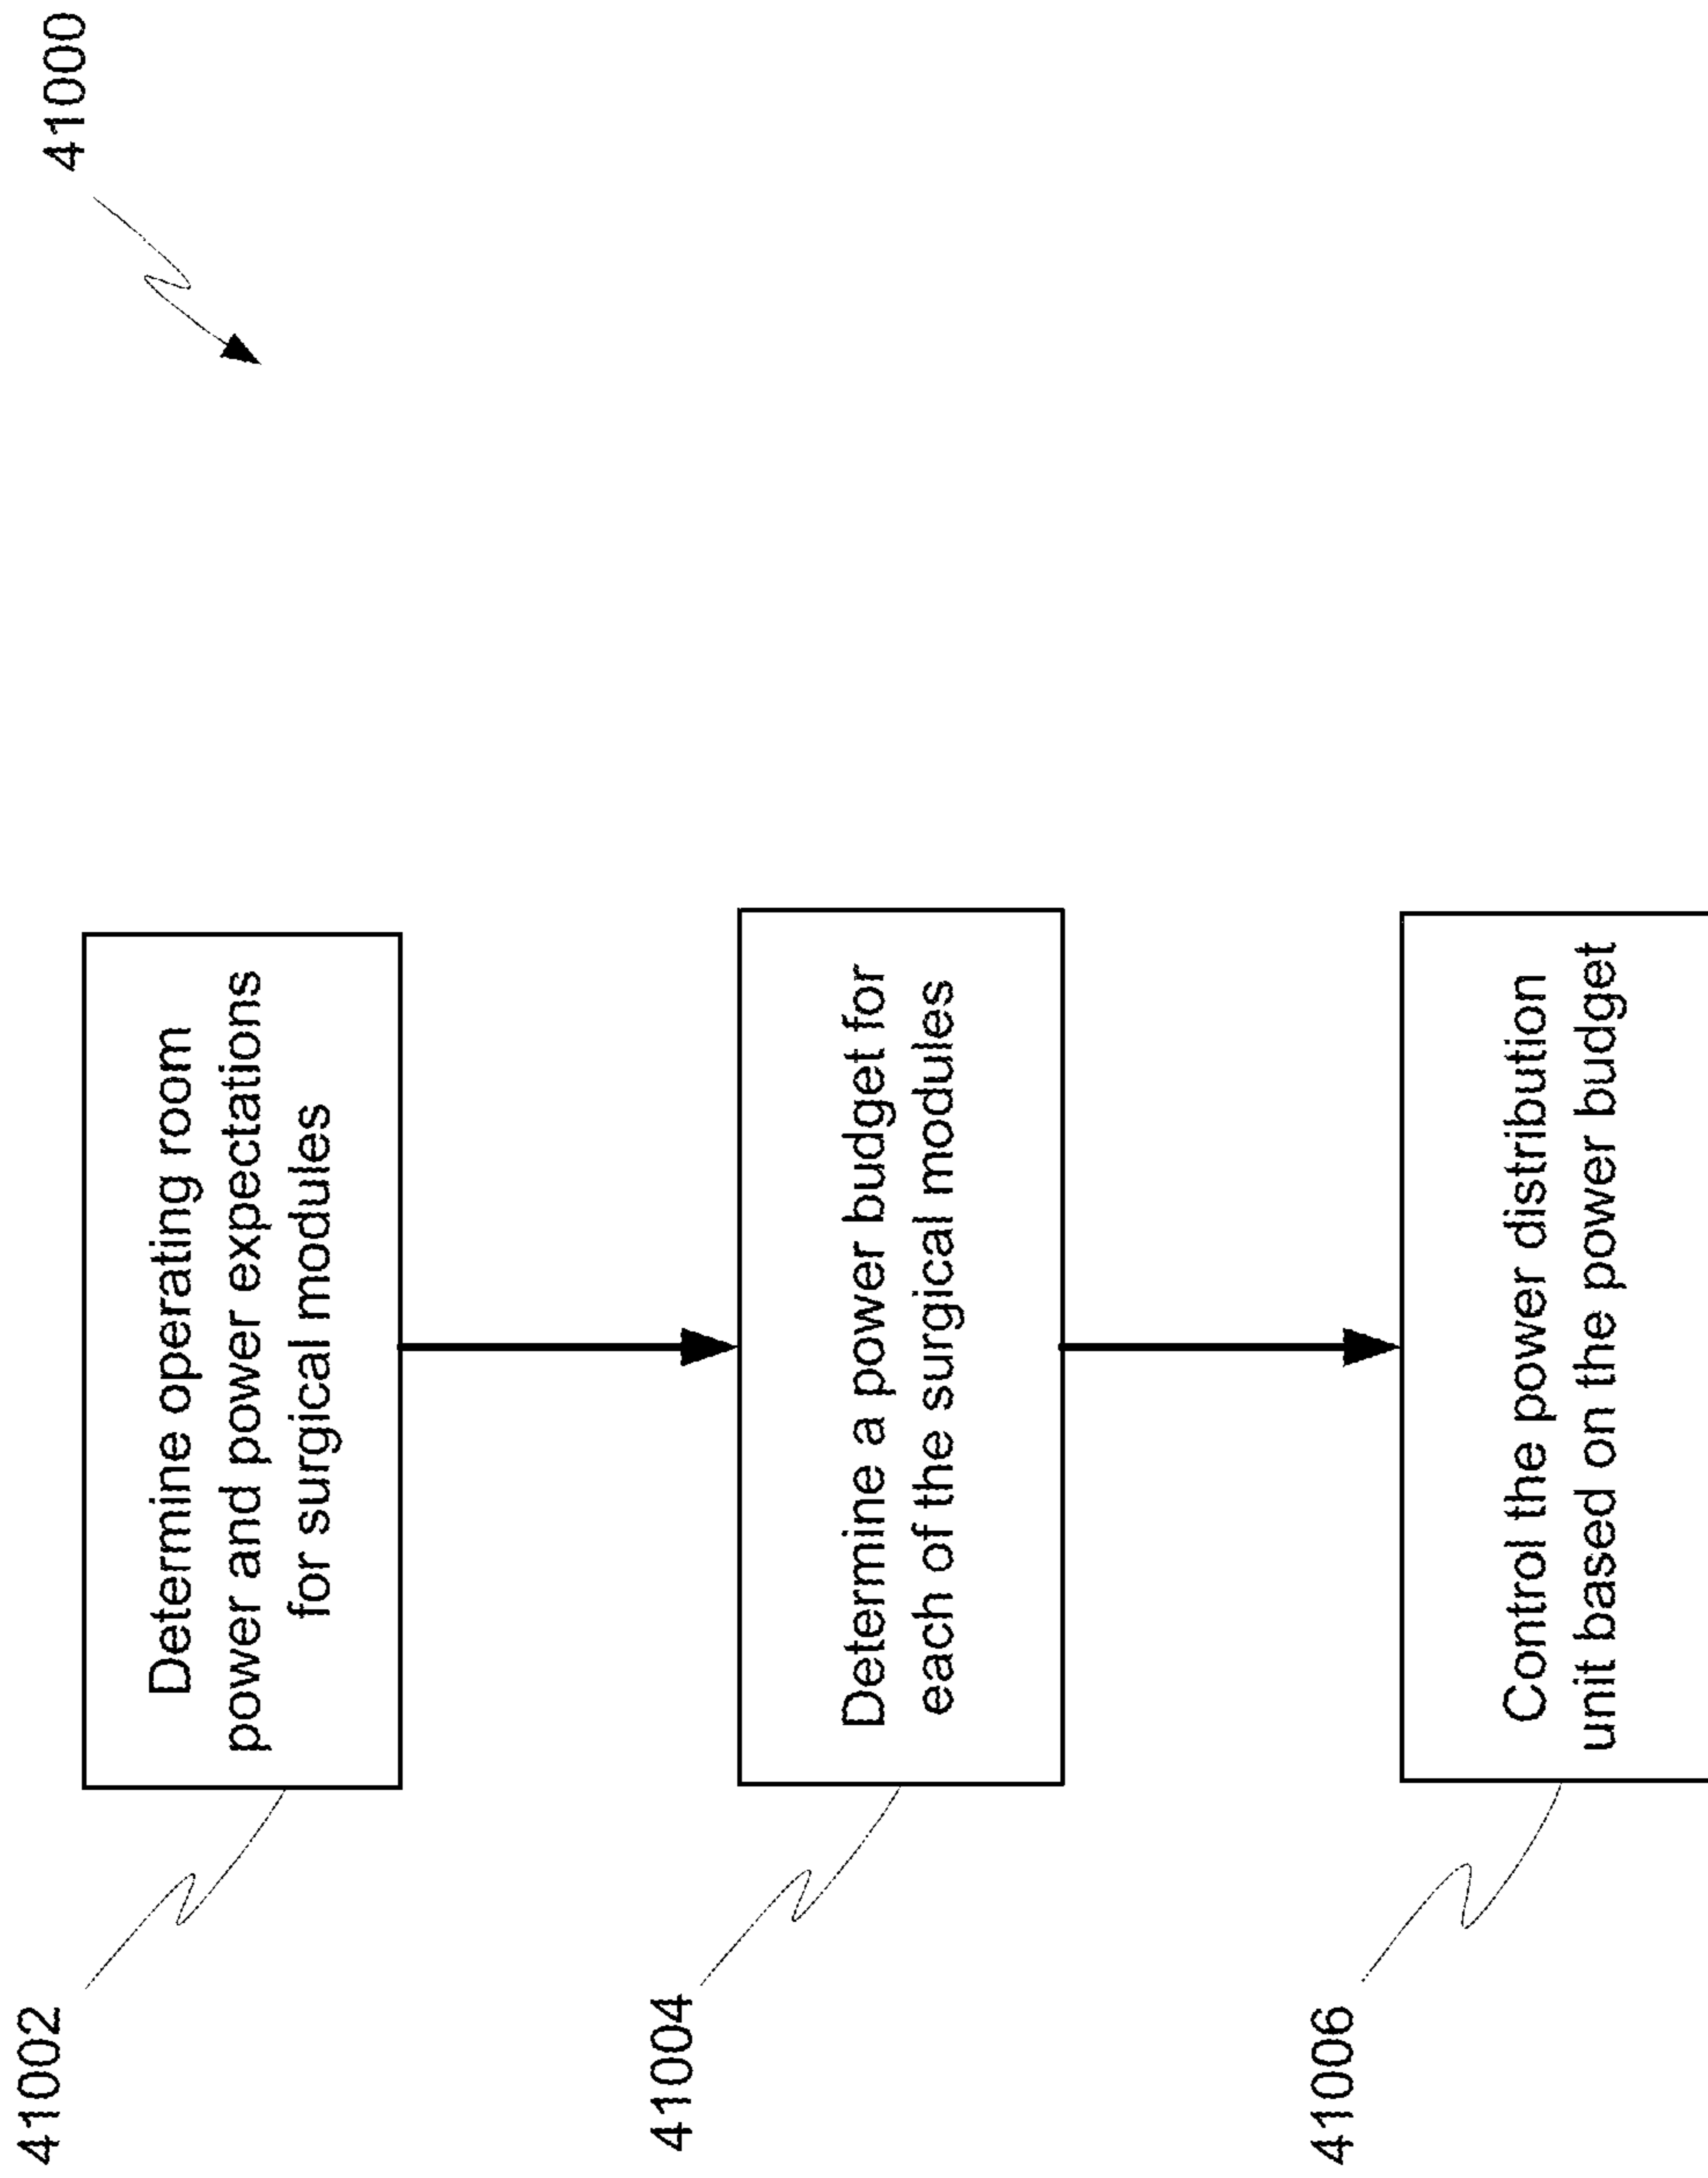 41000
41002
Determine operating room
power and power expectations
for surgical modules
41004
Determine a power budget for
each of the surgical modules
41006
Control the power distribution
unit based on the power budget